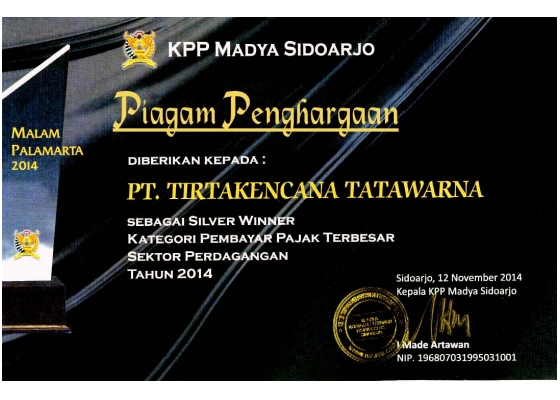 KPP MADYA SIDOARJO
Piagam Penghargaan
MALAM
PALAMARTA
2014
DIBERIKAN KEPADA :
PT. TIRTAKENCANA TATAWARNA
SEBAGAI SILVER WINNER
KATEGORI PEMBAYAR PAJAK TERBESAR
SEKTOR PERDAGANGAN
TAHUN 2014
Sidoarjo, 12 November 2014
Kepala KPP Madya Sidoarjo
I Made Artawan
NIP. 196807031995031001